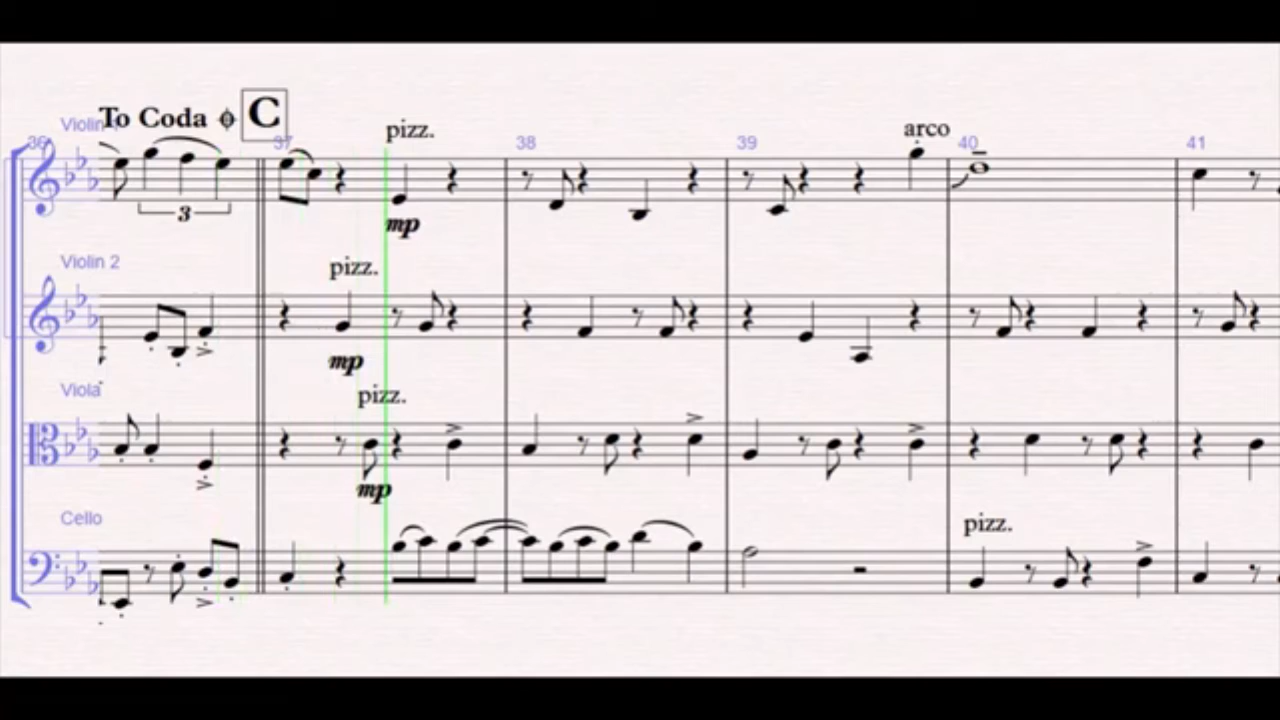 To Coda C
Violin 1
36 37 38 39 40 41
pizz.
arco
3
mp
Violin 2
pizz.
mp
Viola
pizz.
mp
Cello
pizz.